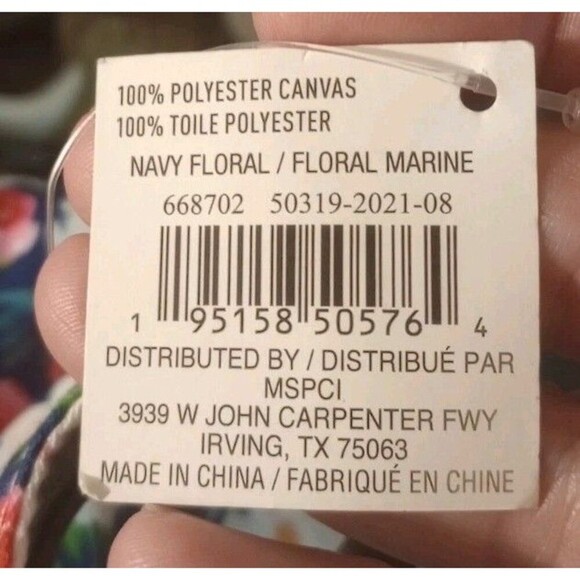 100% POLYESTER CANVAS
100% TOILE POLYESTER
NAVY FLORAL / FLORAL MARINE
668702 50319-2021-08
1 95158 50576 4
DISTRIBUTED BY / DISTRIBUÉ PAR
MSPCI
3939 W JOHN CARPENTER FWY
IRVING, TX 75063
MADE IN CHINA / FABRIQUÉ EN CHINE